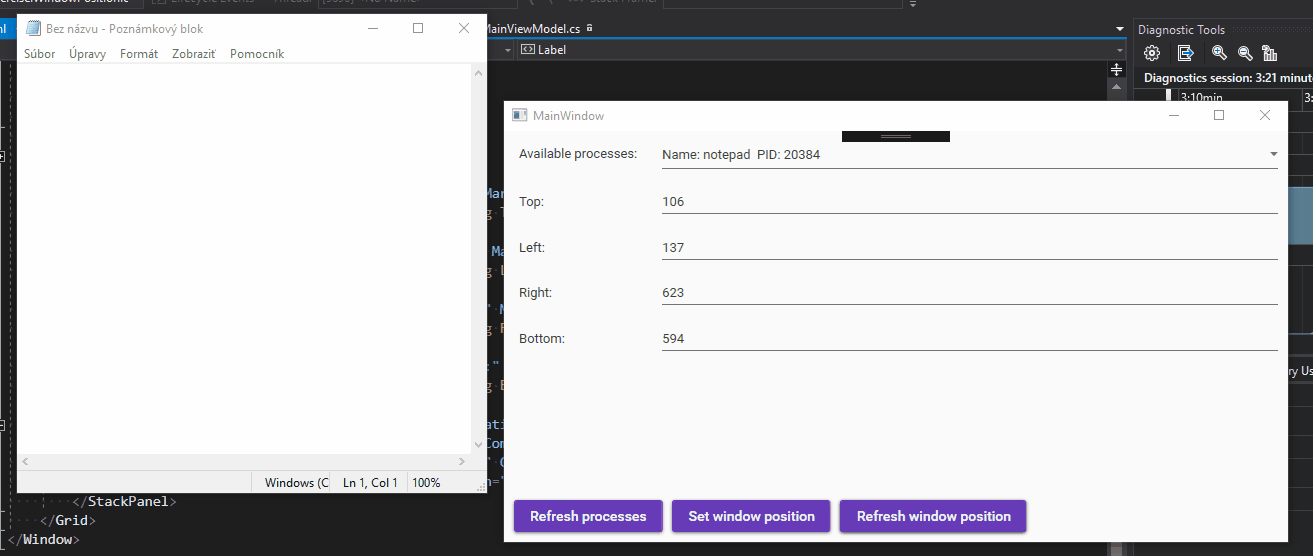 Bez názvu - Poznámkový blok
Súbor Úpravy Formát Zobraziť Pomocník
MainViewModel.cs
Label
Diagnostic Tools
Diagnostics session: 3:21
3:10min
MainWindow
Available processes: Name: notepad PID: 20384
Top: 106
Left: 137
Right: 623
Bottom: 594
Windows (C Ln 1, Col 1 100%
</StackPanel>
</Grid>
</Window>
Refresh processes Set window position Refresh window position